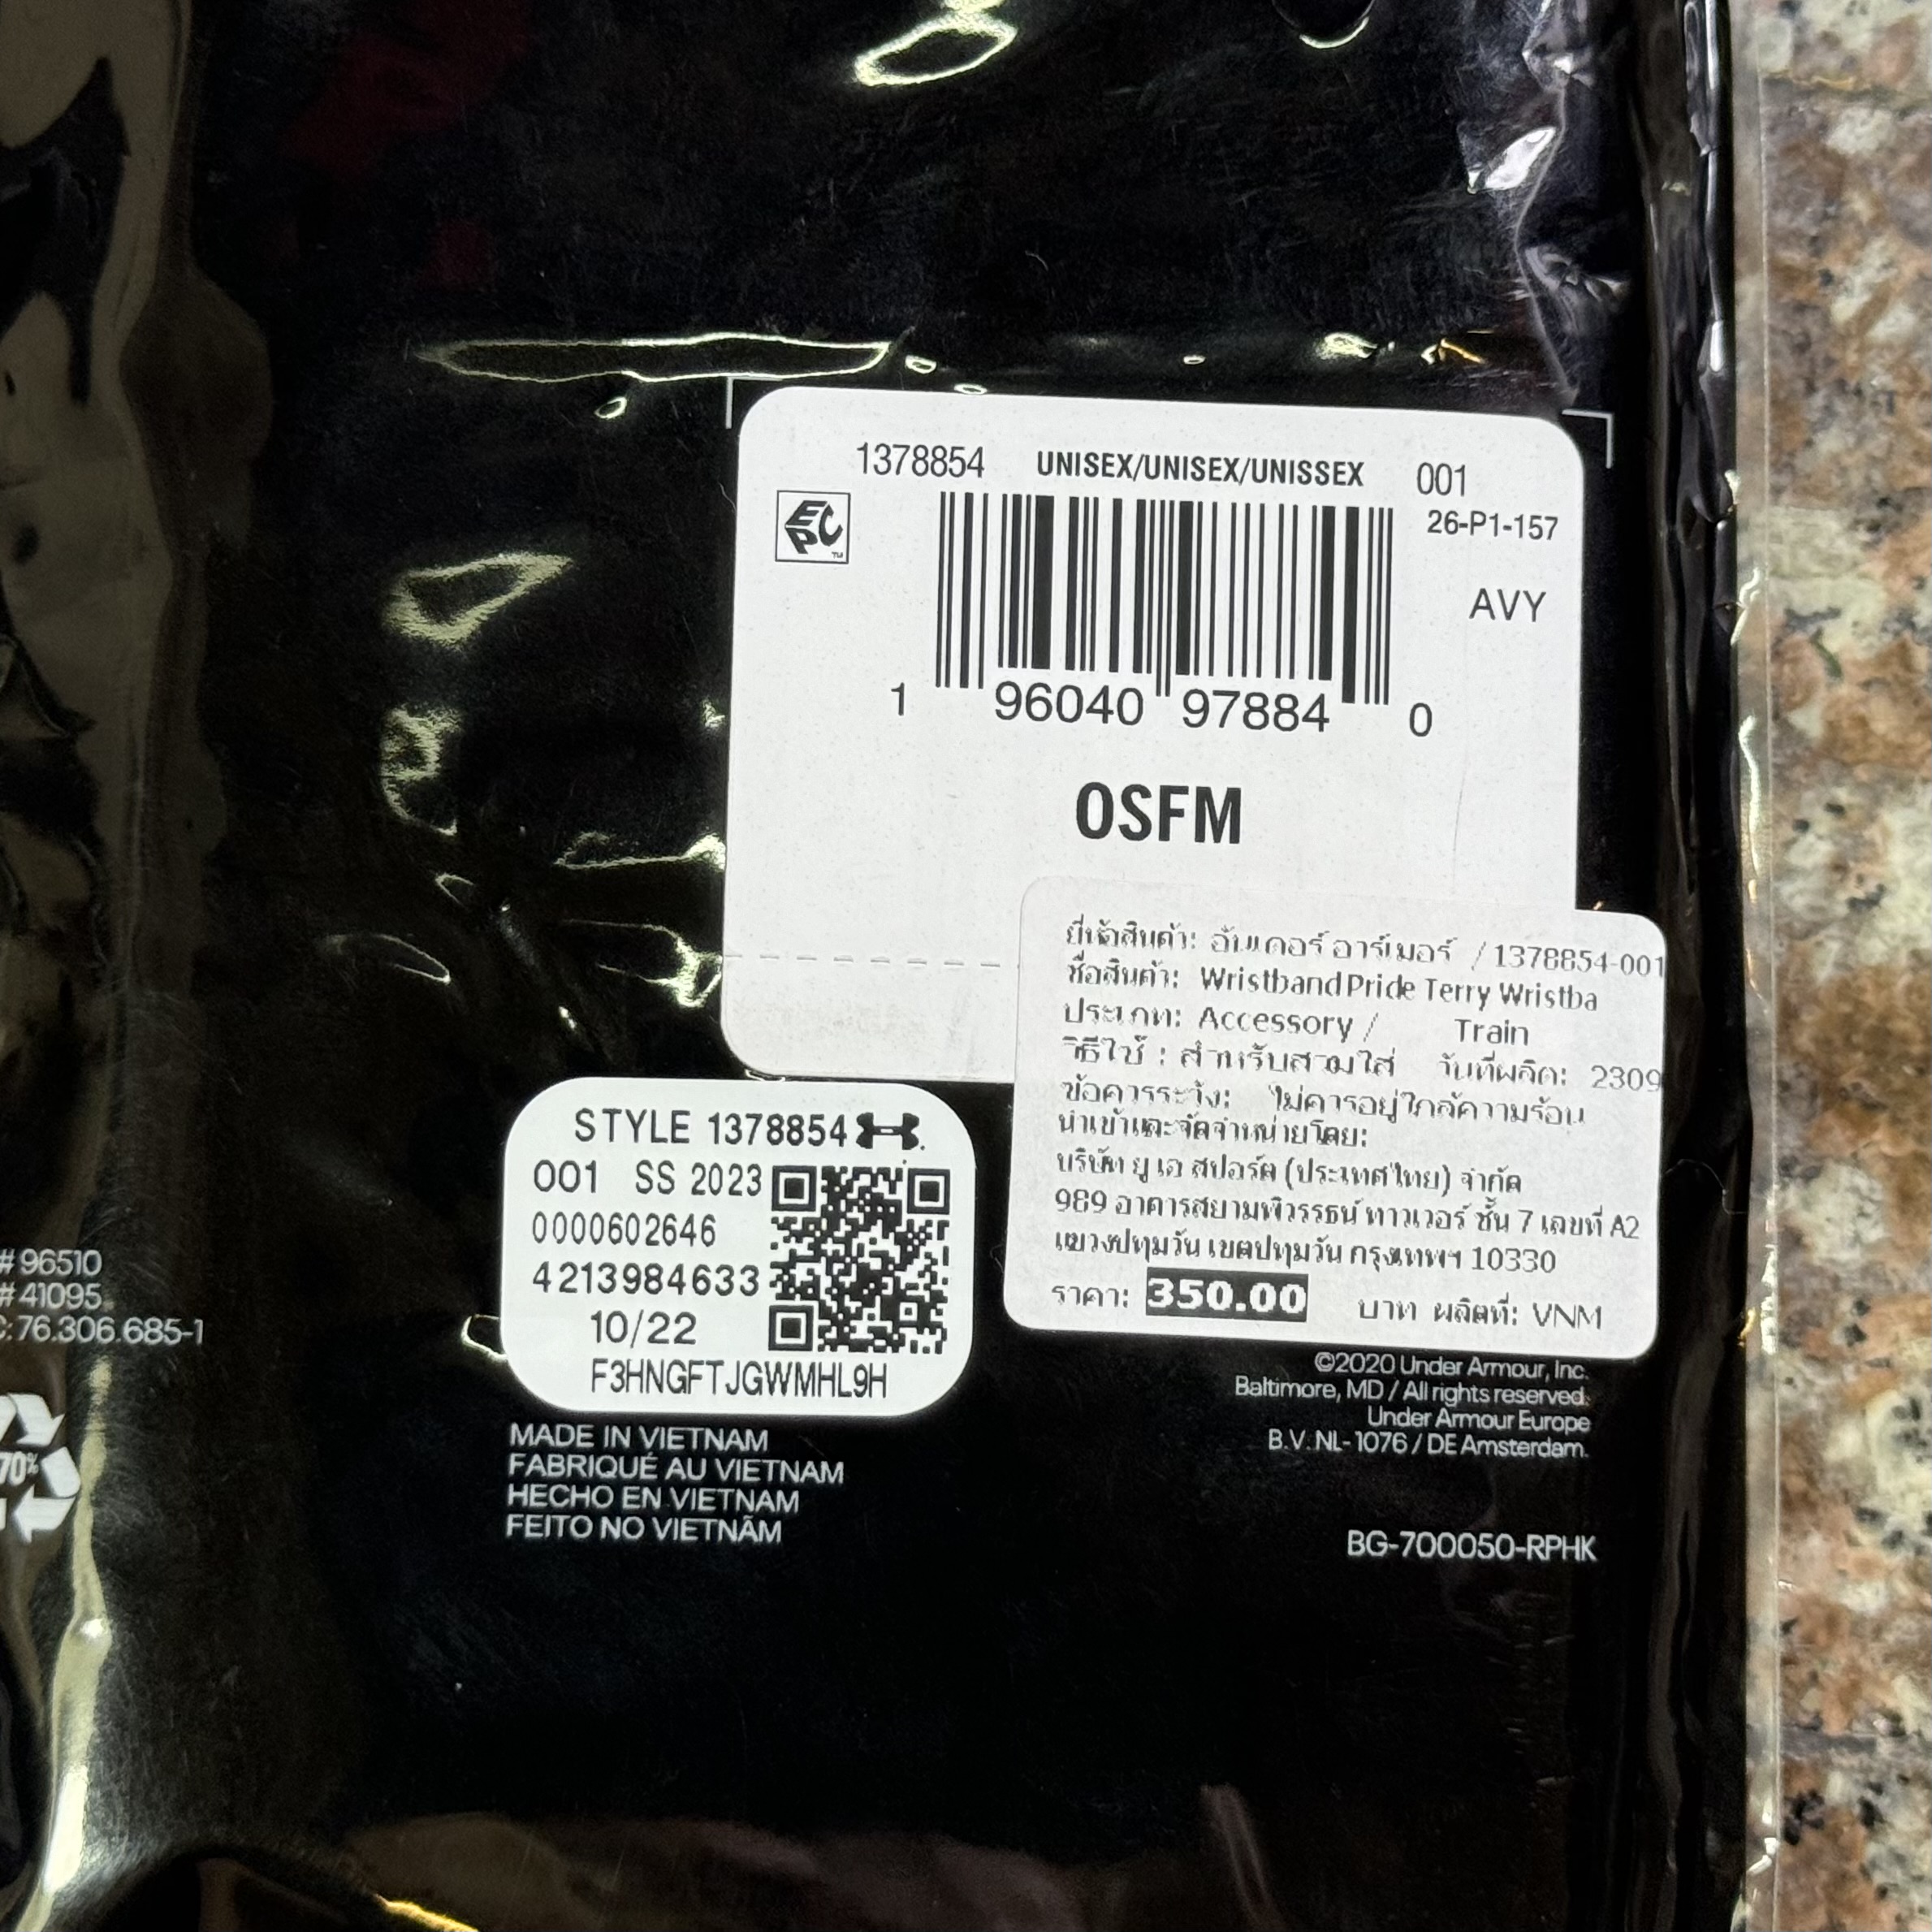 1378854 UNISEX/UNISEX/UNISSEX 001
26-P1-157
EPC TM
AVY
1 96040 97884 0
OSFM
ยี่ห้อสินค้า: อันเดอร์ อาร์เมอร์ / 1378854-001
ชื่อสินค้า: Wristband Pride Terry Wristba
ประเภท: Accessory / Train
วิธีใช้ : สำหรับสวมใส่ วันที่ผลิต: 2309
ข้อควรระวัง: ไม่ควรอยู่ใกล้ความร้อน
นำเข้าและจัดจำหน่ายโดย:
บริษัท ยู เอ สปอร์ต (ประเทศไทย) จำกัด
989 อาคารสยามพิวรรธน์ ทาวเวอร์ ชั้น 7 เลขที่ A2
แขวงปทุมวัน เขตปทุมวัน กรุงเทพฯ 10330
ราคา: 350.00 บาท ผลิตที่: VNM
STYLE 1378854
001 SS 2023
0000602646
4213984633
10/22
F3HNGFTJGWMHL9H
MADE IN VIETNAM
FABRIQUÉ AU VIETNAM
HECHO EN VIETNAM
FEITO NO VIETNÃM
©2020 Under Armour, Inc.
Baltimore, MD / All rights reserved.
Under Armour Europe
B.V. NL-1076 / DE Amsterdam.
BG-700050-RPHK
# 96510
# 41095
C: 76.306.685-1
70%